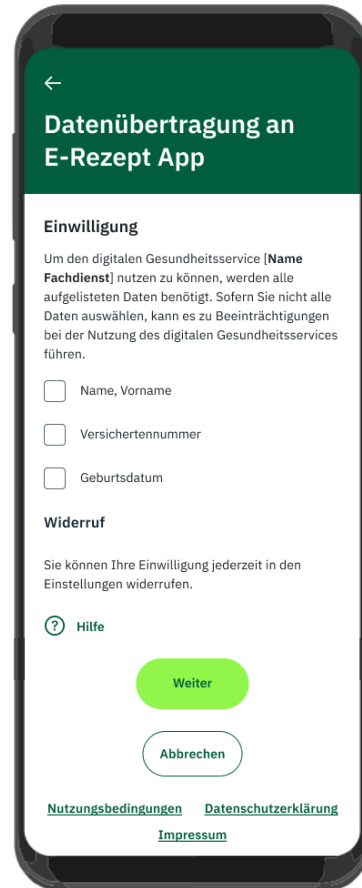 Datenübertragung an
E-Rezept App
Einwilligung
Um den digitalen Gesundheitsservice [Name
Fachdienst] nutzen zu können, werden alle
aufgelisteten Daten benötigt. Sofern Sie nicht alle
Daten auswählen, kann es zu Beeinträchtigungen
bei der Nutzung des digitalen Gesundheitsservices
führen.
Name, Vorname
Versichertennummer
Geburtsdatum
Widerruf
Sie können Ihre Einwilligung jederzeit in den
Einstellungen widerrufen.
? Hilfe
Weiter
Abbrechen
Nutzungsbedingungen Datenschutzerklärung
Impressum